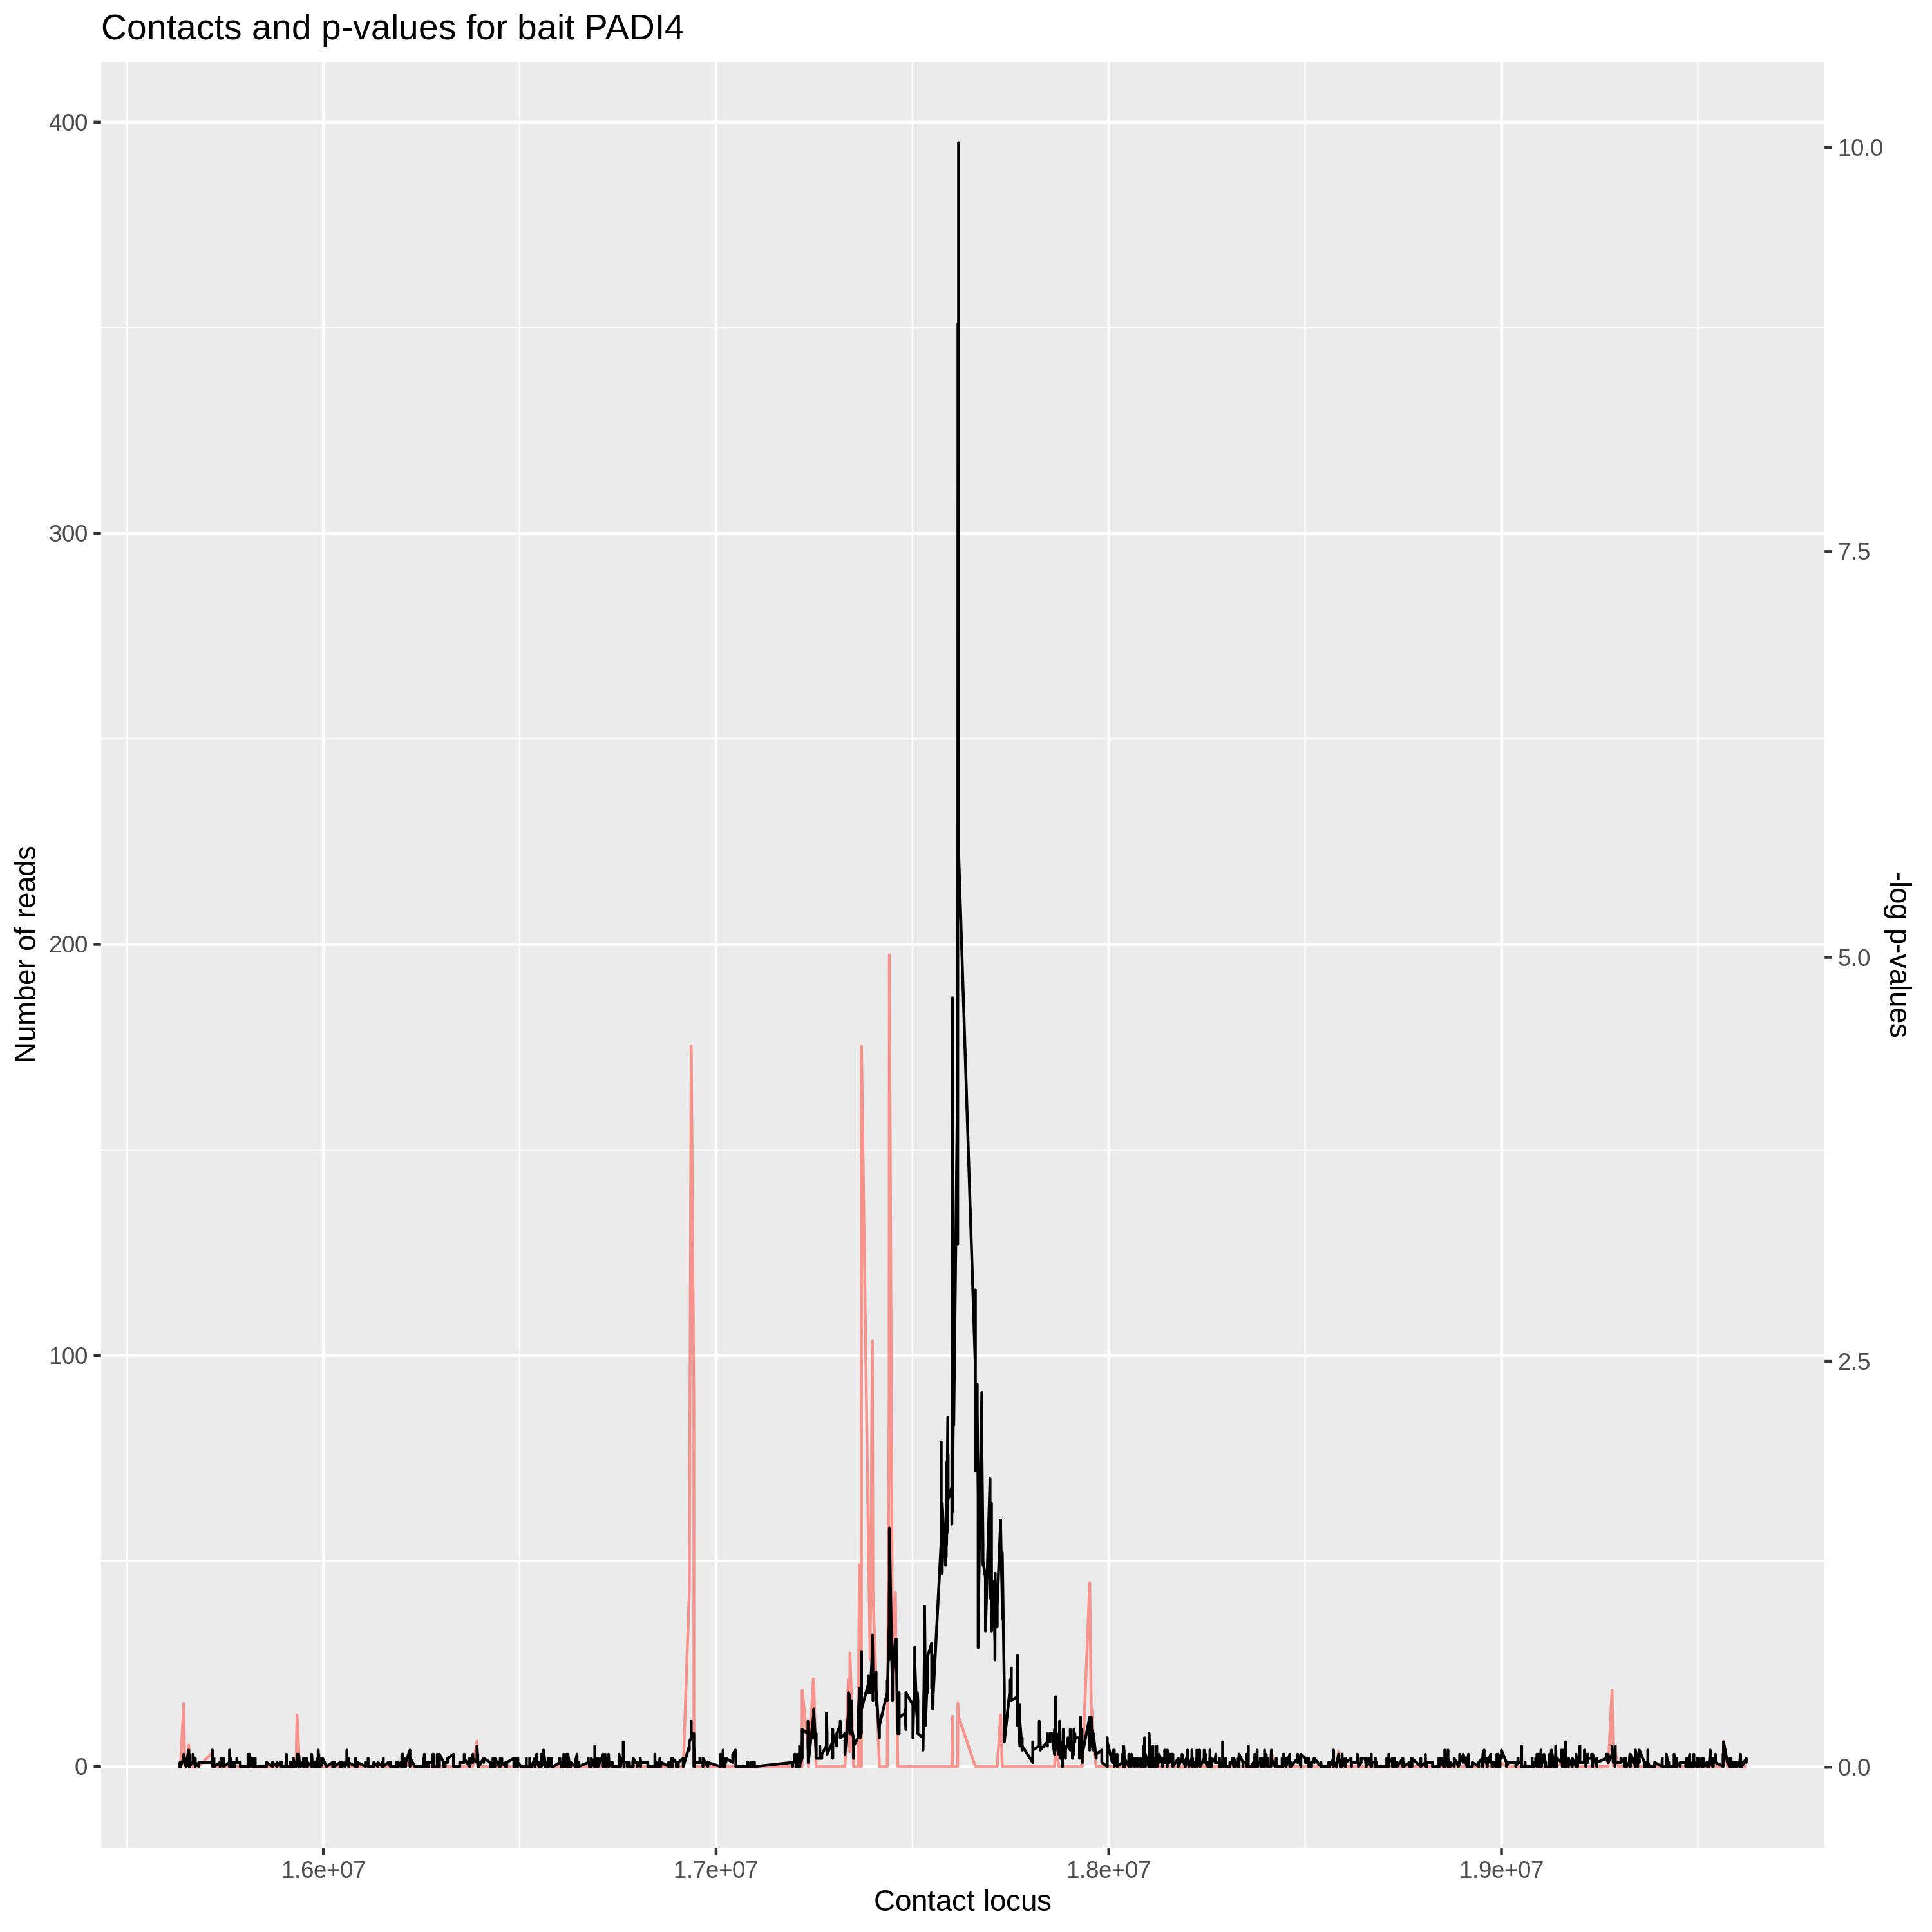 Contacts and p-values for bait PADI4
400
300
200
100
0
Number of reads
10.0
7.5
5.0
2.5
0.0
-log p-values
1.6e+07
1.7e+07
1.8e+07
1.9e+07
Contact locus